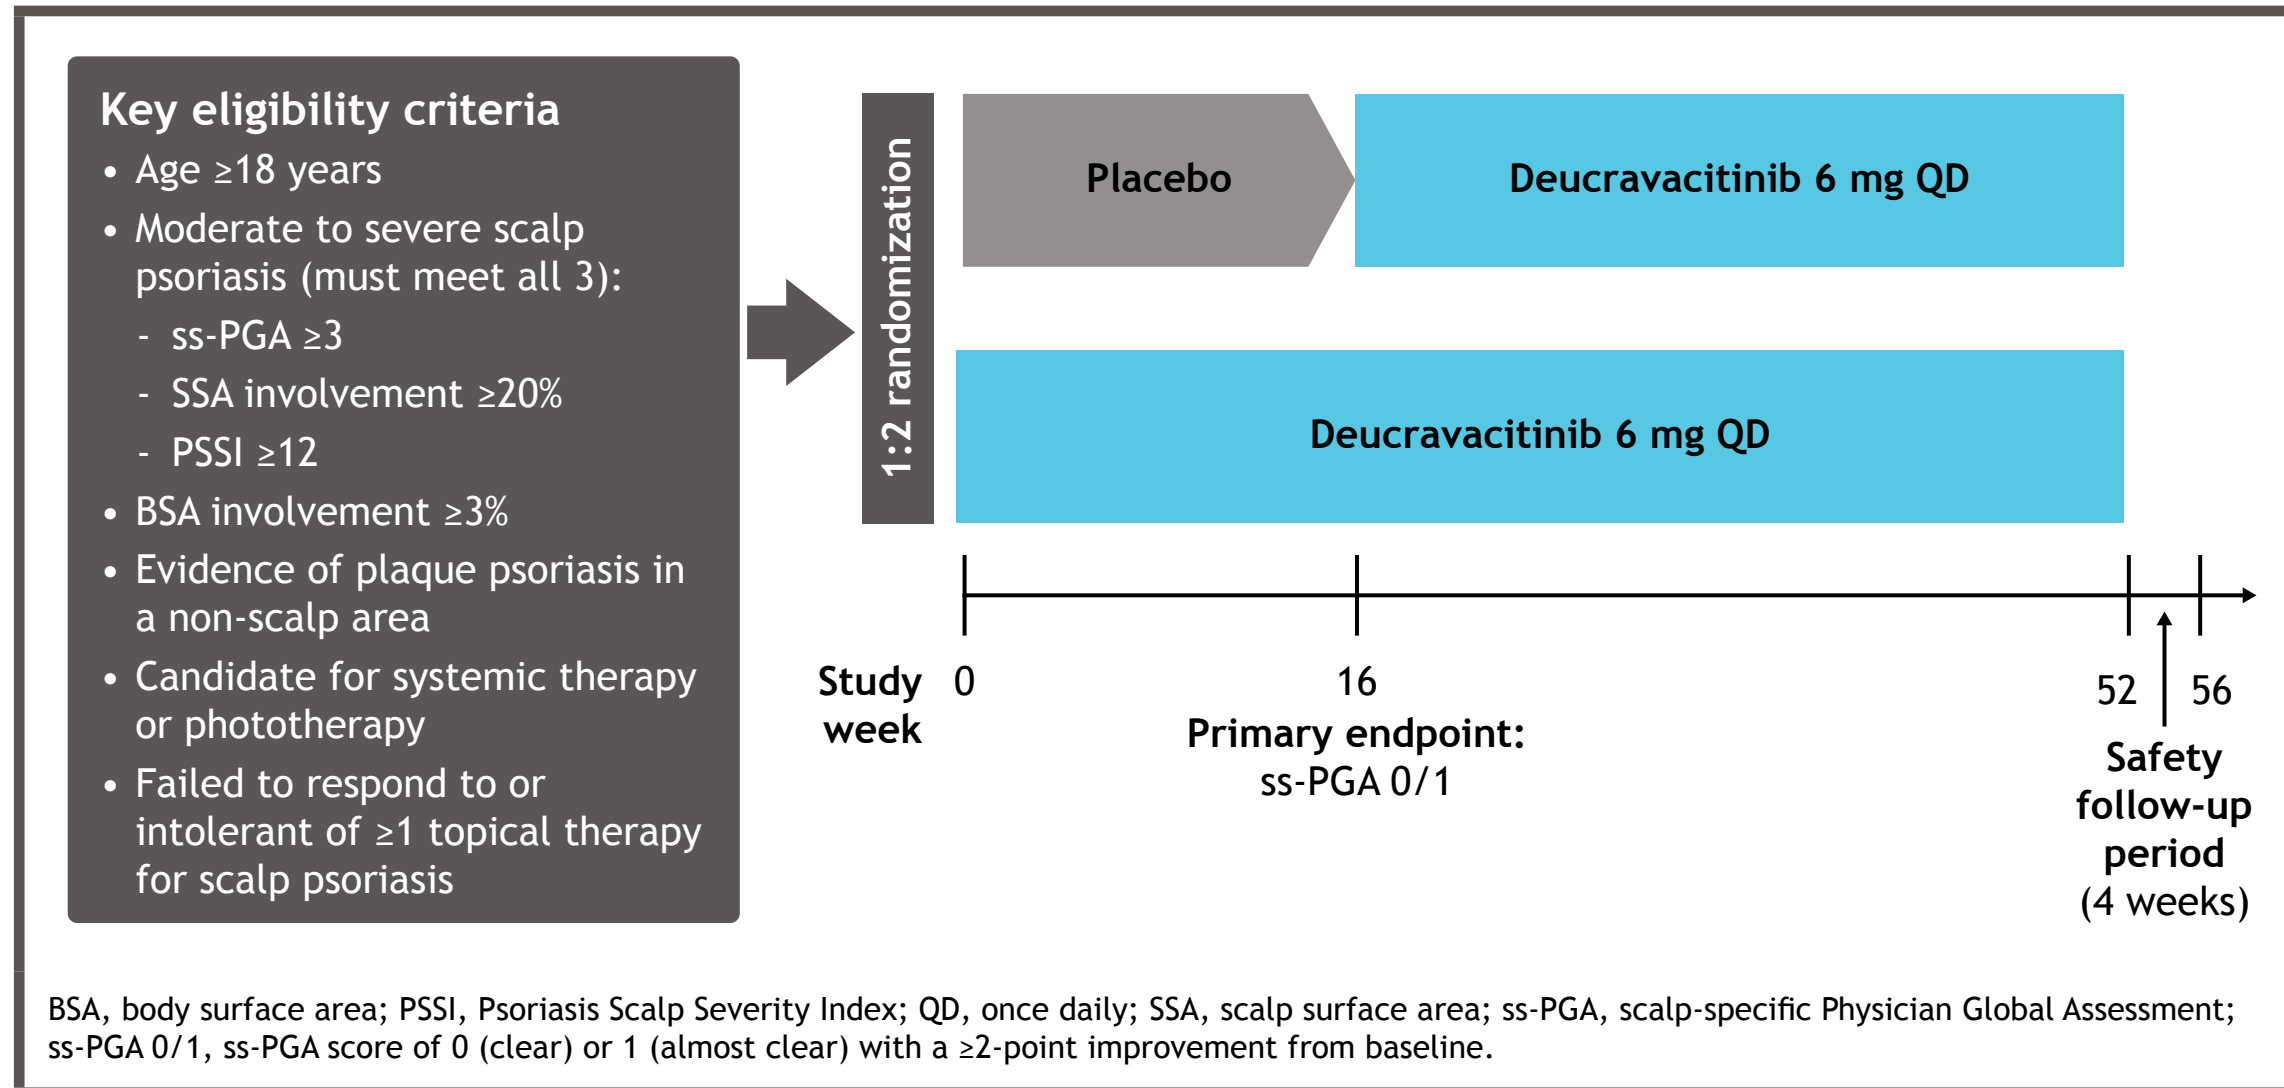 Key eligibility criteria
• Age ≥18 years
• Moderate to severe scalp
psoriasis (must meet all 3):
- ss-PGA ≥3
- SSA involvement ≥20%
- PSSI ≥12
• BSA involvement ≥3%
• Evidence of plaque psoriasis in
a non-scalp area
• Candidate for systemic therapy
or phototherapy
• Failed to respond to or
intolerant of ≥1 topical therapy
for scalp psoriasis
1:2 randomization
Placebo
Deucravacitinib 6 mg QD
Deucravacitinib 6 mg QD
Study
week
0
16
Primary endpoint:
ss-PGA 0/1
52
56
Safety
follow-up
period
(4 weeks)
BSA, body surface area; PSSI, Psoriasis Scalp Severity Index; QD, once daily; SSA, scalp surface area; ss-PGA, scalp-specific Physician Global Assessment;
ss-PGA 0/1, ss-PGA score of 0 (clear) or 1 (almost clear) with a ≥2-point improvement from baseline.